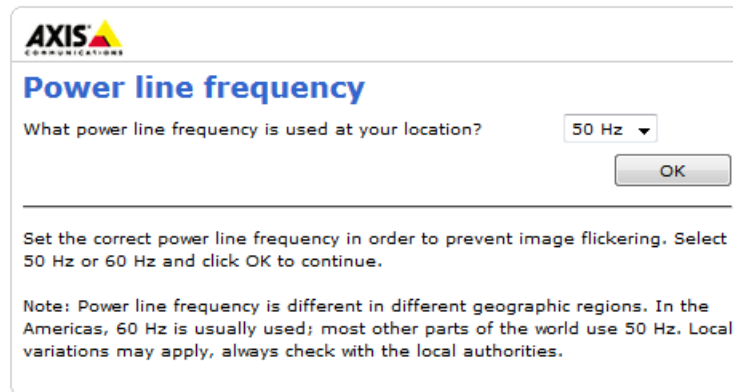 AXIS
COMMUNICATIONS
Power line frequency
What power line frequency is used at your location?
50 Hz
OK
Set the correct power line frequency in order to prevent image flickering. Select
50 Hz or 60 Hz and click OK to continue.
Note: Power line frequency is different in different geographic regions. In the
Americas, 60 Hz is usually used; most other parts of the world use 50 Hz. Local
variations may apply, always check with the local authorities.